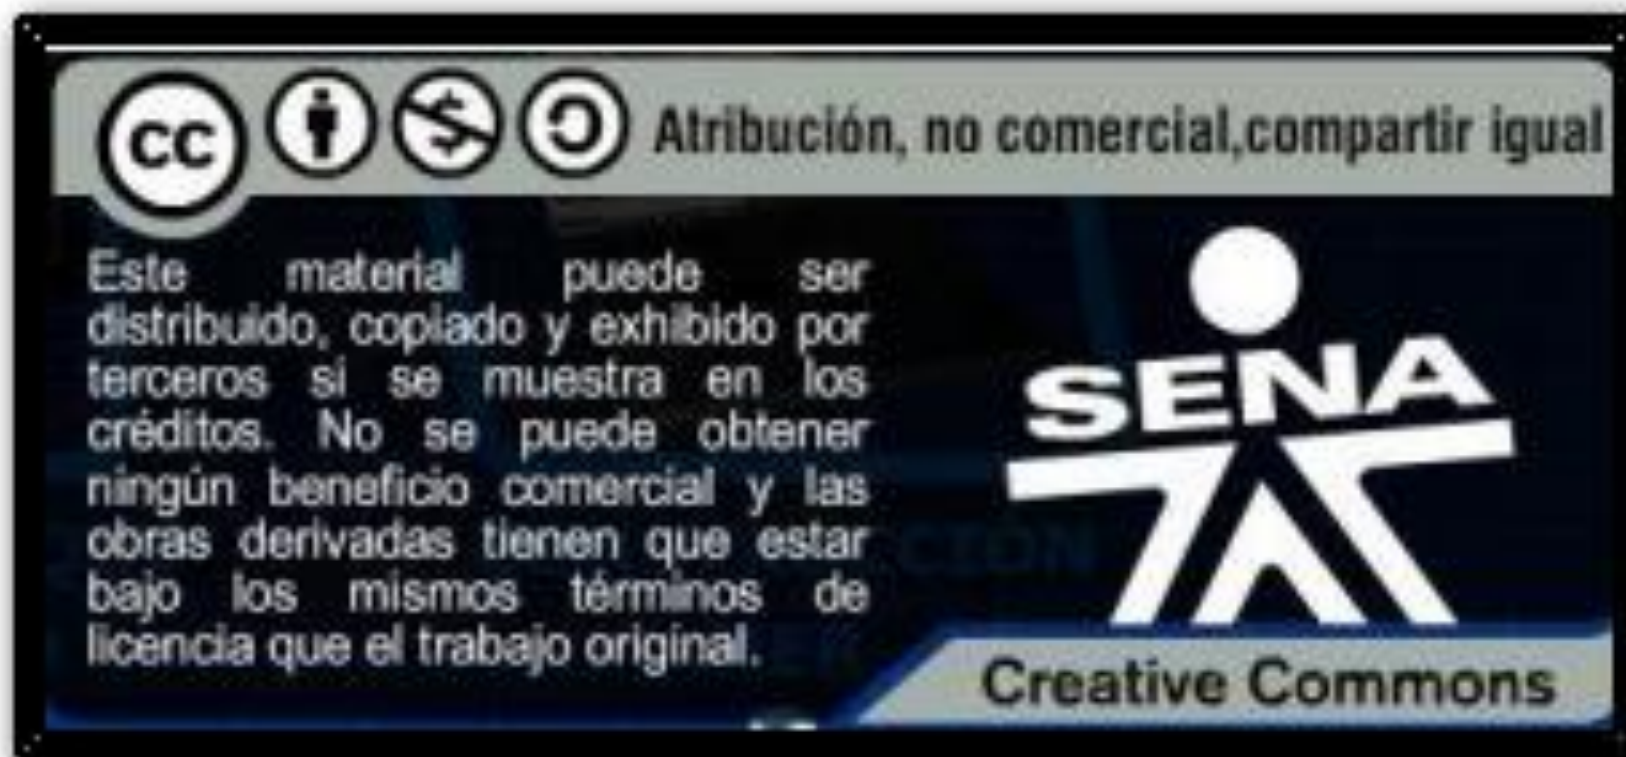 cc Atribución, no comercial,compartir igual
Este material puede ser
distribuido, copiado y exhibido por
terceros si se muestra en los
créditos. No se puede obtener
ningún beneficio comercial y las
obras derivadas tienen que estar
bajo los mismos términos de
licencia que el trabajo original.
SENA
Creative Commons